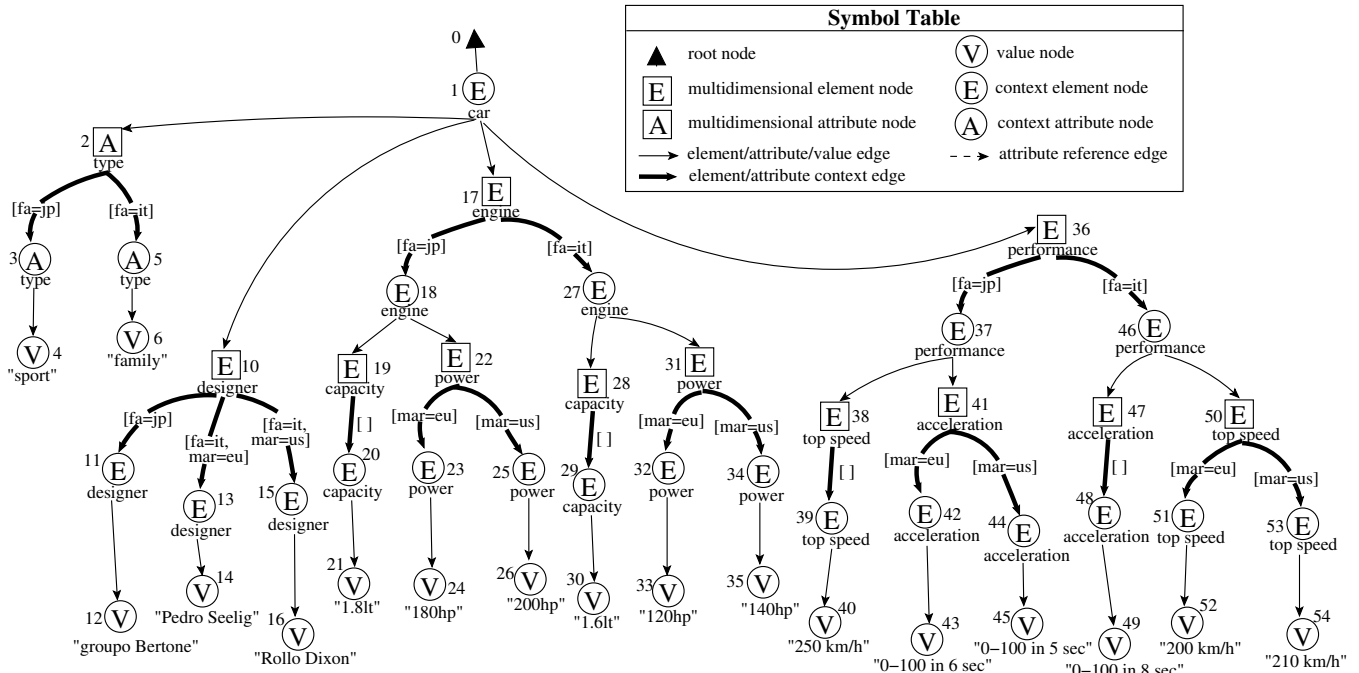 Symbol Table
root node
V value node
E multidimensional element node
E context element node
A multidimensional attribute node
A context attribute node
element/attribute/value edge
attribute reference edge
element/attribute context edge
0
1 E
car
2 A
type
[fa=jp] [fa=it]
3 A
type
A 5
type
V 4
"sport"
V 6
"family"
E 10
designer
[fa=jp]
[fa=it,
mar=eu]
[fa=it,
mar=us]
11 E
designer
E 13
designer
15 E
designer
12 V
"groupo Bertone"
V 14
"Pedro Seelig"
16 V
"Rollo Dixon"
17 E
engine
[fa=jp] [fa=it]
E 18
engine
27 E
engine
E 19
capacity
[ ]
20
E
capacity
21
V
"1.8lt"
E 22
power
[mar=eu] [mar=us]
E 23
power
25 E
power
V 24
"180hp"
26 V
"200hp"
E 28
capacity
[ ]
29 E
capacity
30
V
"1.6lt"
31 E
power
[mar=eu] [mar=us]
32 E
power
34 E
power
33 V
"120hp"
35 V
"140hp"
E 36
performance
[fa=jp] [fa=it]
E 37
performance
46 E
performance
E 38
top speed
[ ]
39 E
top speed
40
V
"250 km/h"
E 41
acceleration
[mar=eu]
[mar=us]
E 42
acceleration
44 E
acceleration
V 43
"0−100 in 6 sec"
45 V
"0−100 in 5 sec"
E 47
acceleration
[ ]
48 E
acceleration
49
V
"0−100 in 8 sec"
50 E
top speed
[mar=eu]
[mar=us]
51 E
top speed
53 E
top speed
V 52
"200 km/h"
V 54
"210 km/h"